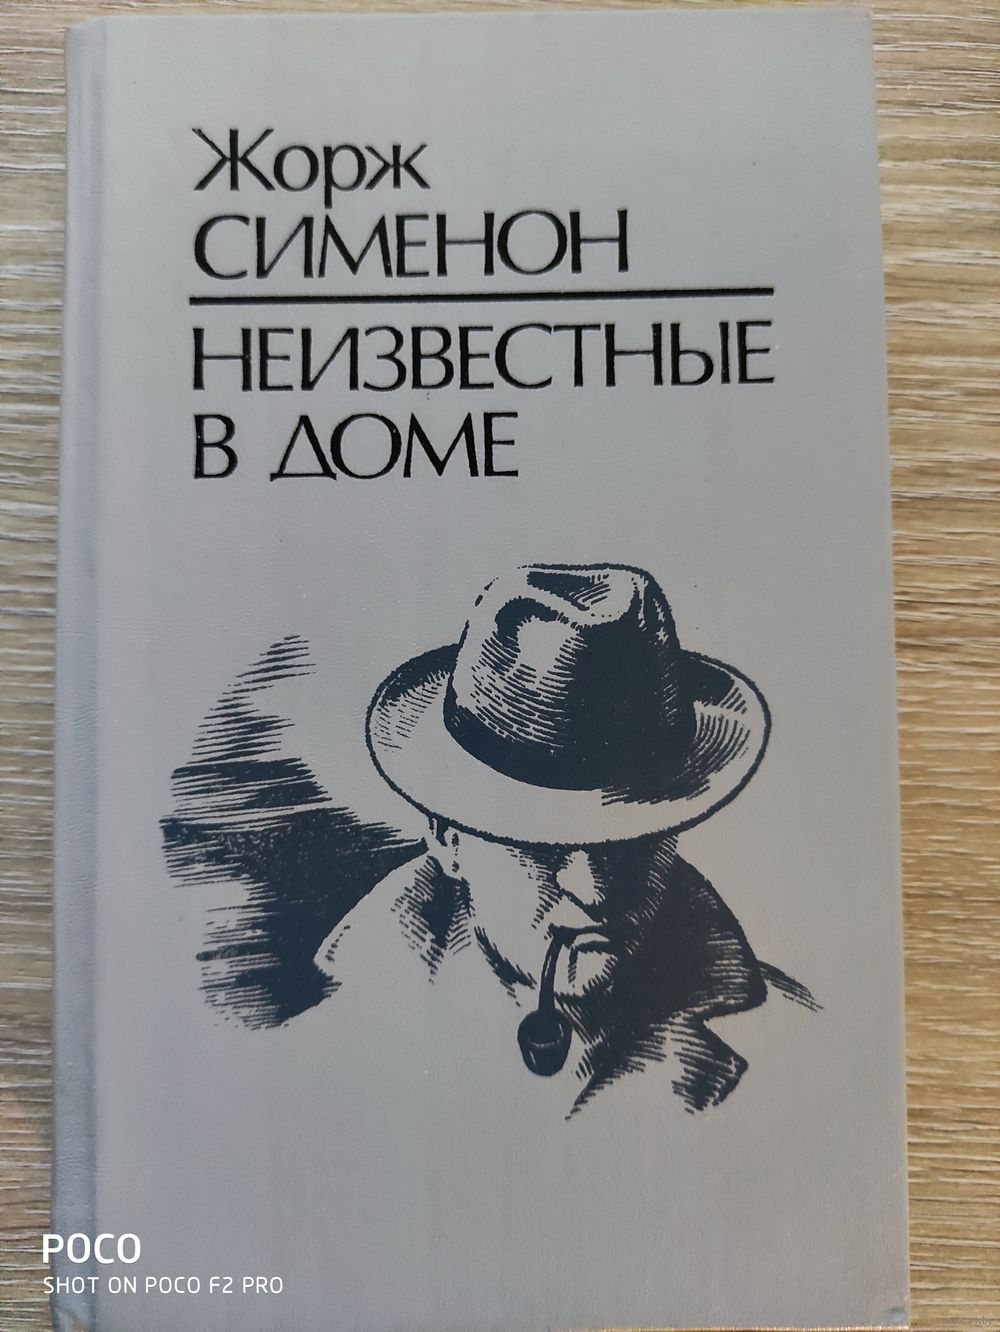 Жорж
СИМЕНОН
НЕИЗВЕСТНЫЕ
В ДОМЕ
POCO
SHOT ON POCO F2 PRO